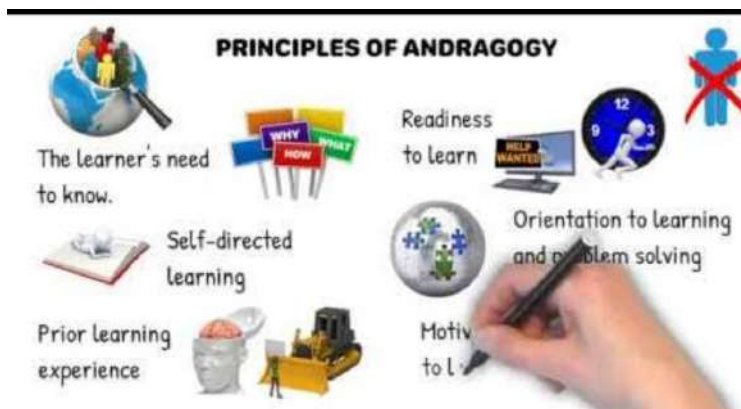 PRINCIPLES OF ANDRAGOGY
The learner's need
to know.
WHY
WHAT
HOW
Self-directed
learning
Prior learning
experience
Readiness
to learn
HELP
WANTED
12
9
3
Orientation to learning
and problem solving
Motiv
to l